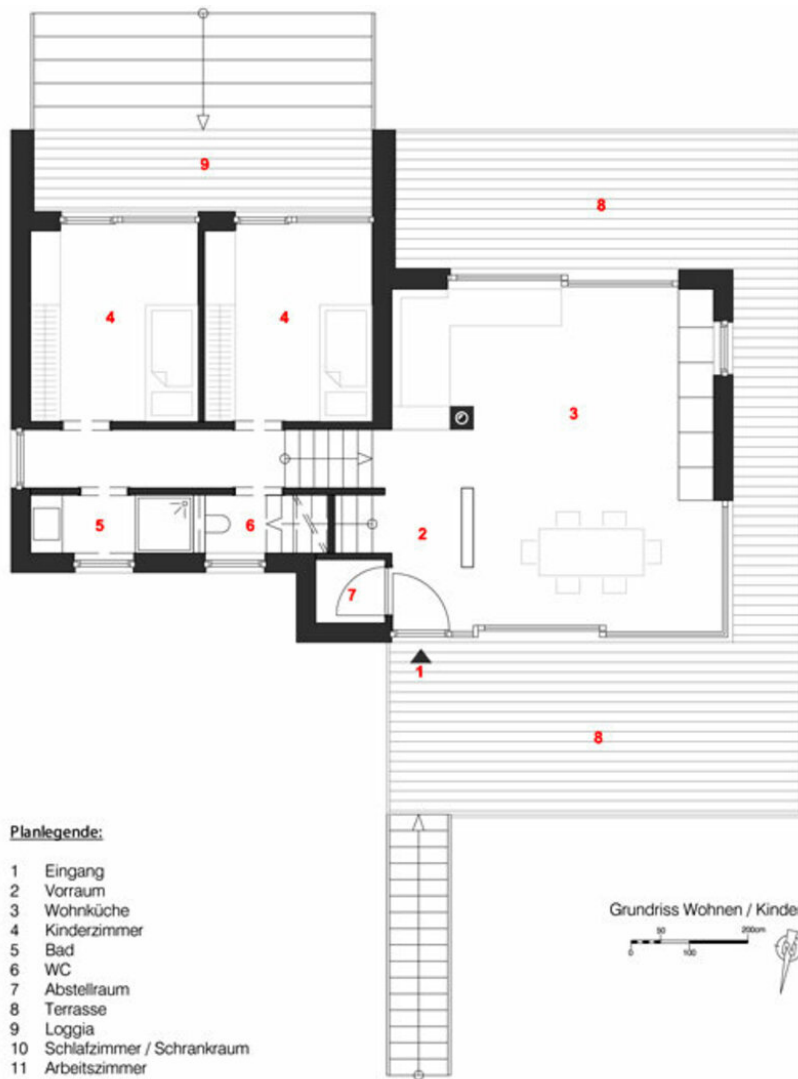 9
8
4
4
3
5
6
2
7
1
8
Planlegende:
1 Eingang
2 Vorraum
3 Wohnküche
4 Kinderzimmer
5 Bad
6 WC
7 Abstellraum
8 Terrasse
9 Loggia
10 Schlafzimmer / Schrankraum
11 Arbeitszimmer
Grundriss Wohnen / Kinder
50 200cm
0 100